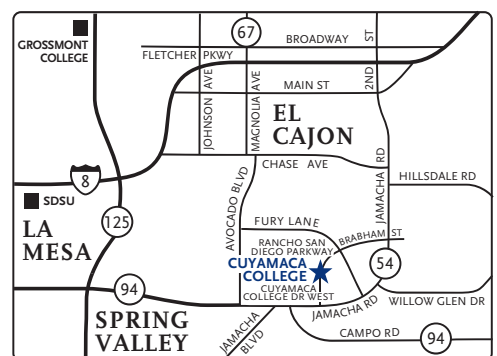 GROSSMONT
COLLEGE
67
BROADWAY
FLETCHER PKWY
2ND ST
JOHNSON AVE
MAGNOLIA AVE
MAIN ST
EL
CAJON
CHASE AVE
JAMACHA RD
HILLSDALE RD
8
SDSU
LA
MESA
125
AVOCADO BLVD
FURY LANE
RANCHO SAN
DIEGO PARKWAY
BRABHAM ST
CUYAMACA
COLLEGE
CUYAMACA
COLLEGE DR WEST
54
94
JAMACHA RD
WILLOW GLEN DR
SPRING
VALLEY
JAMACHA
BLVD
CAMPO RD
94